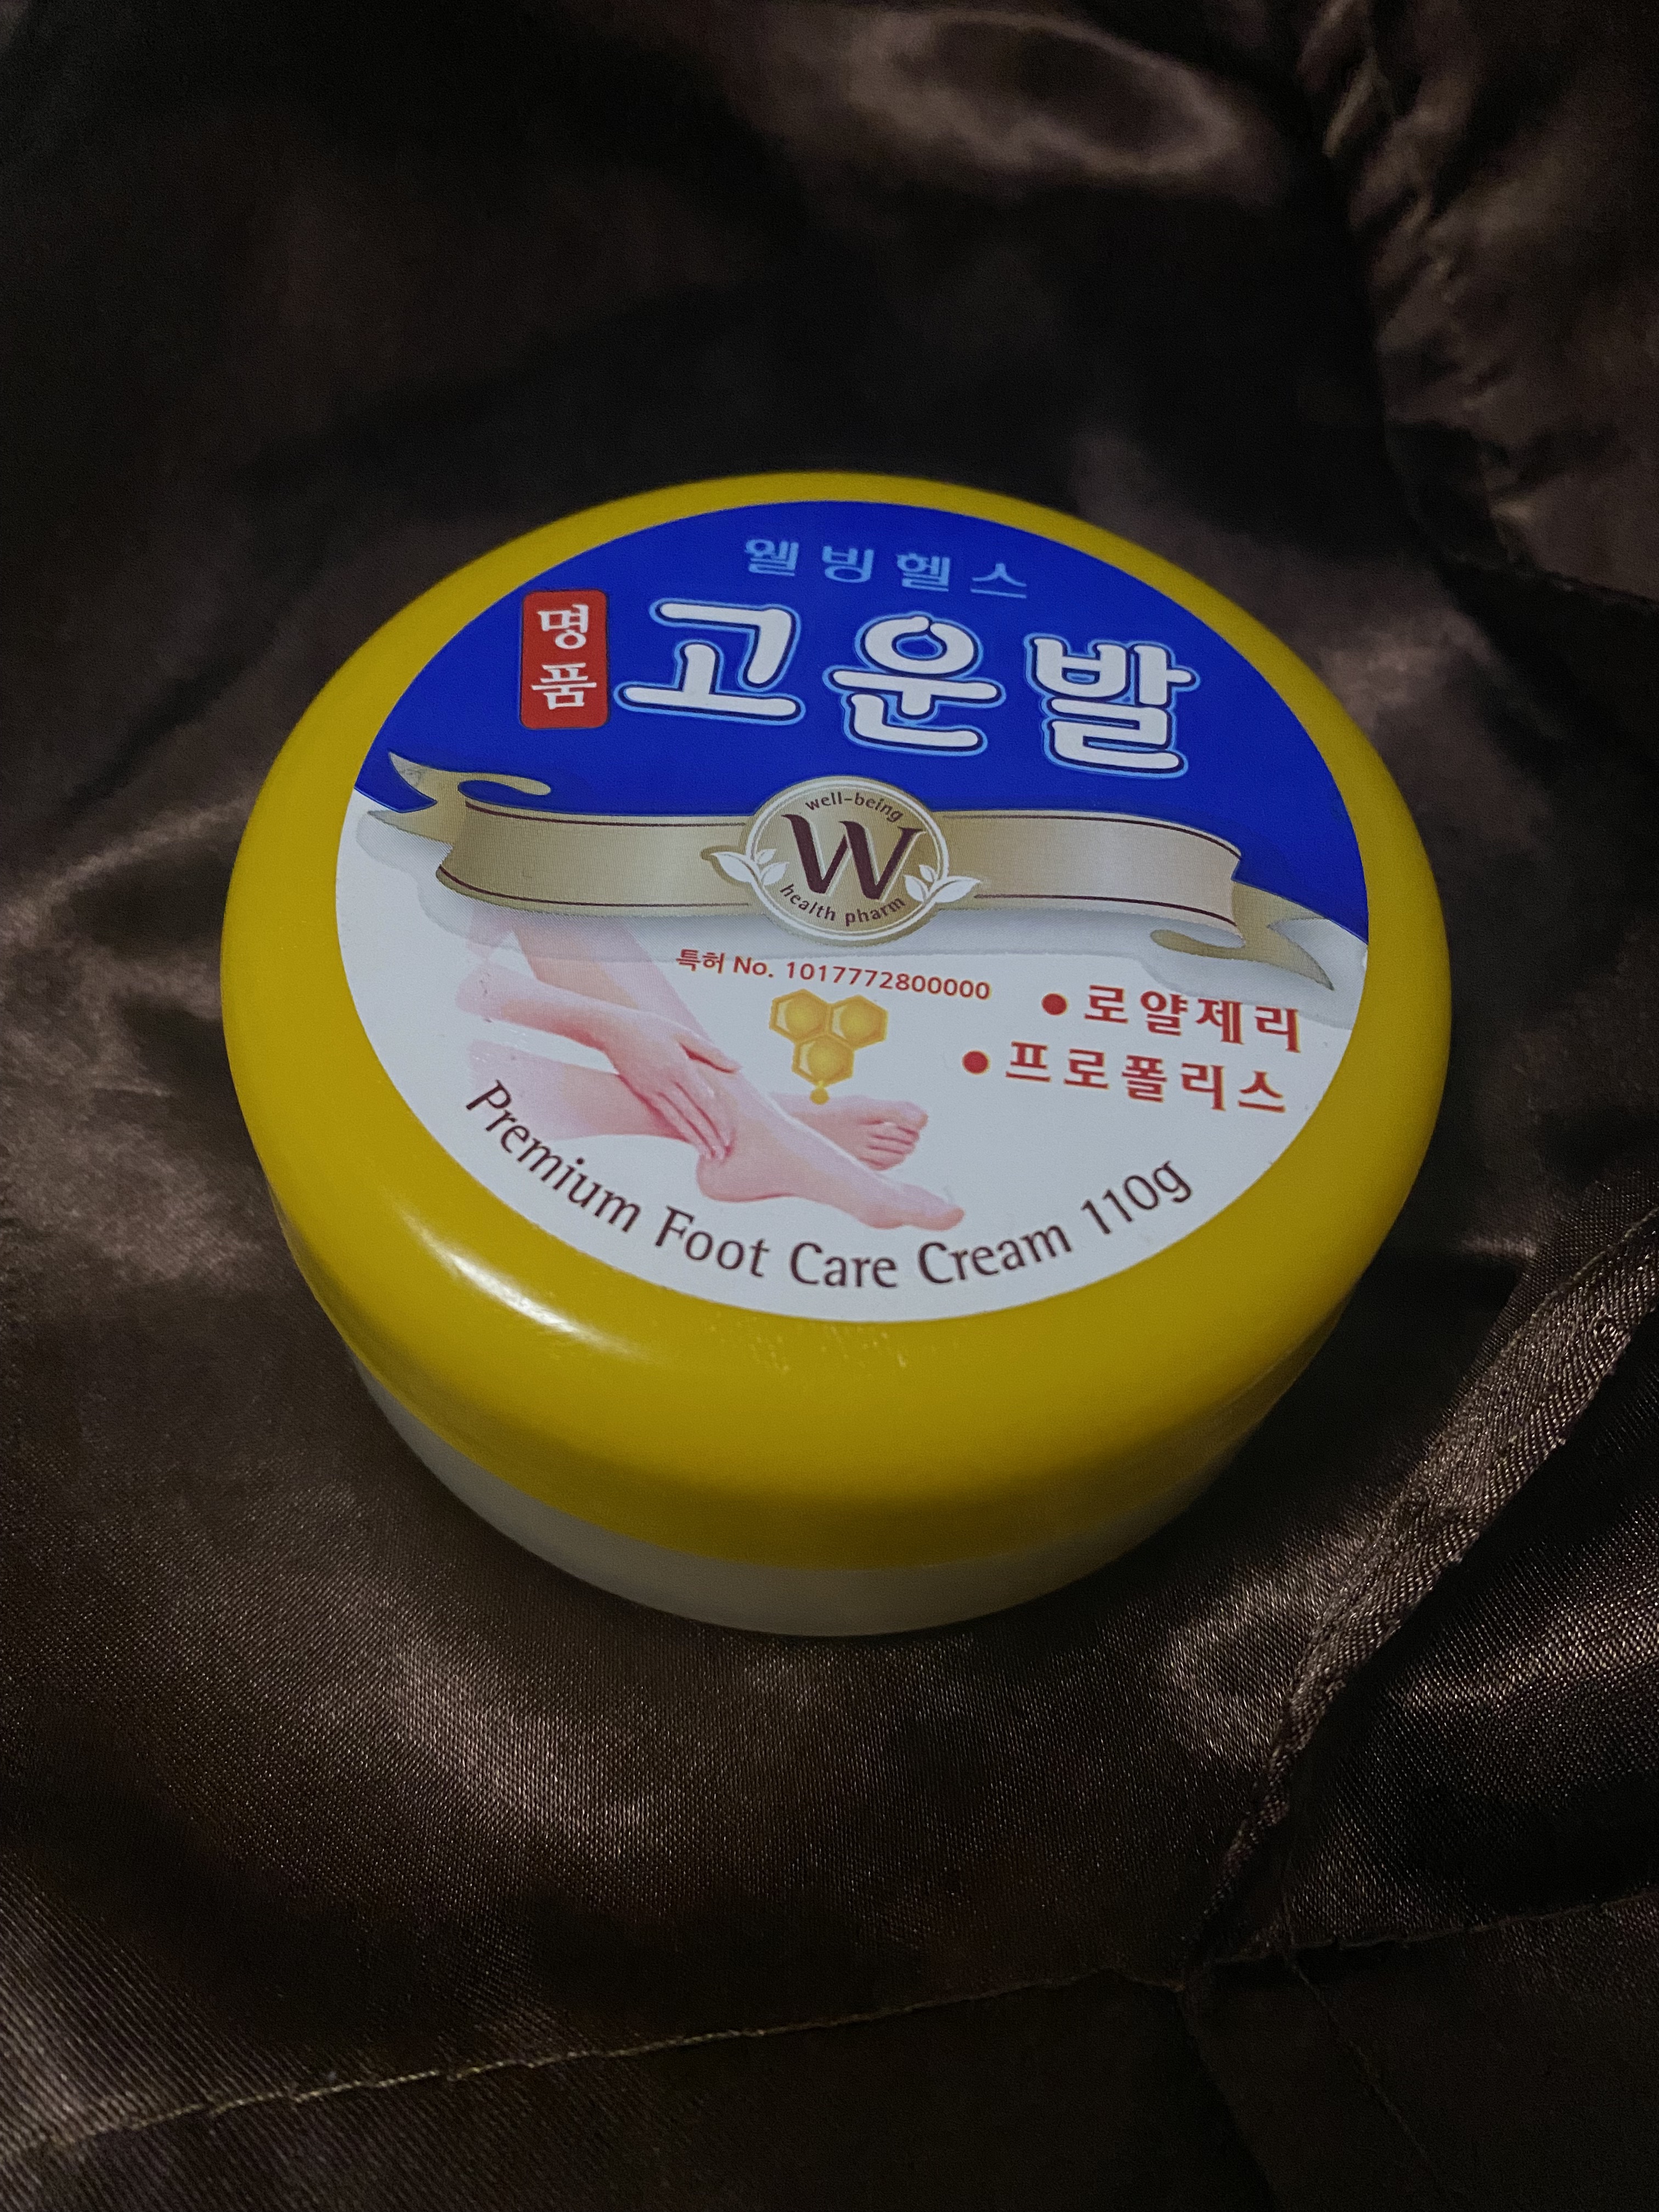 웰빙헬스
명품
고운발
well-being
W
health pharm
특허 No. 1017772800000
● 로얄제리
● 프로폴리스
Premium Foot Care Cream 110g